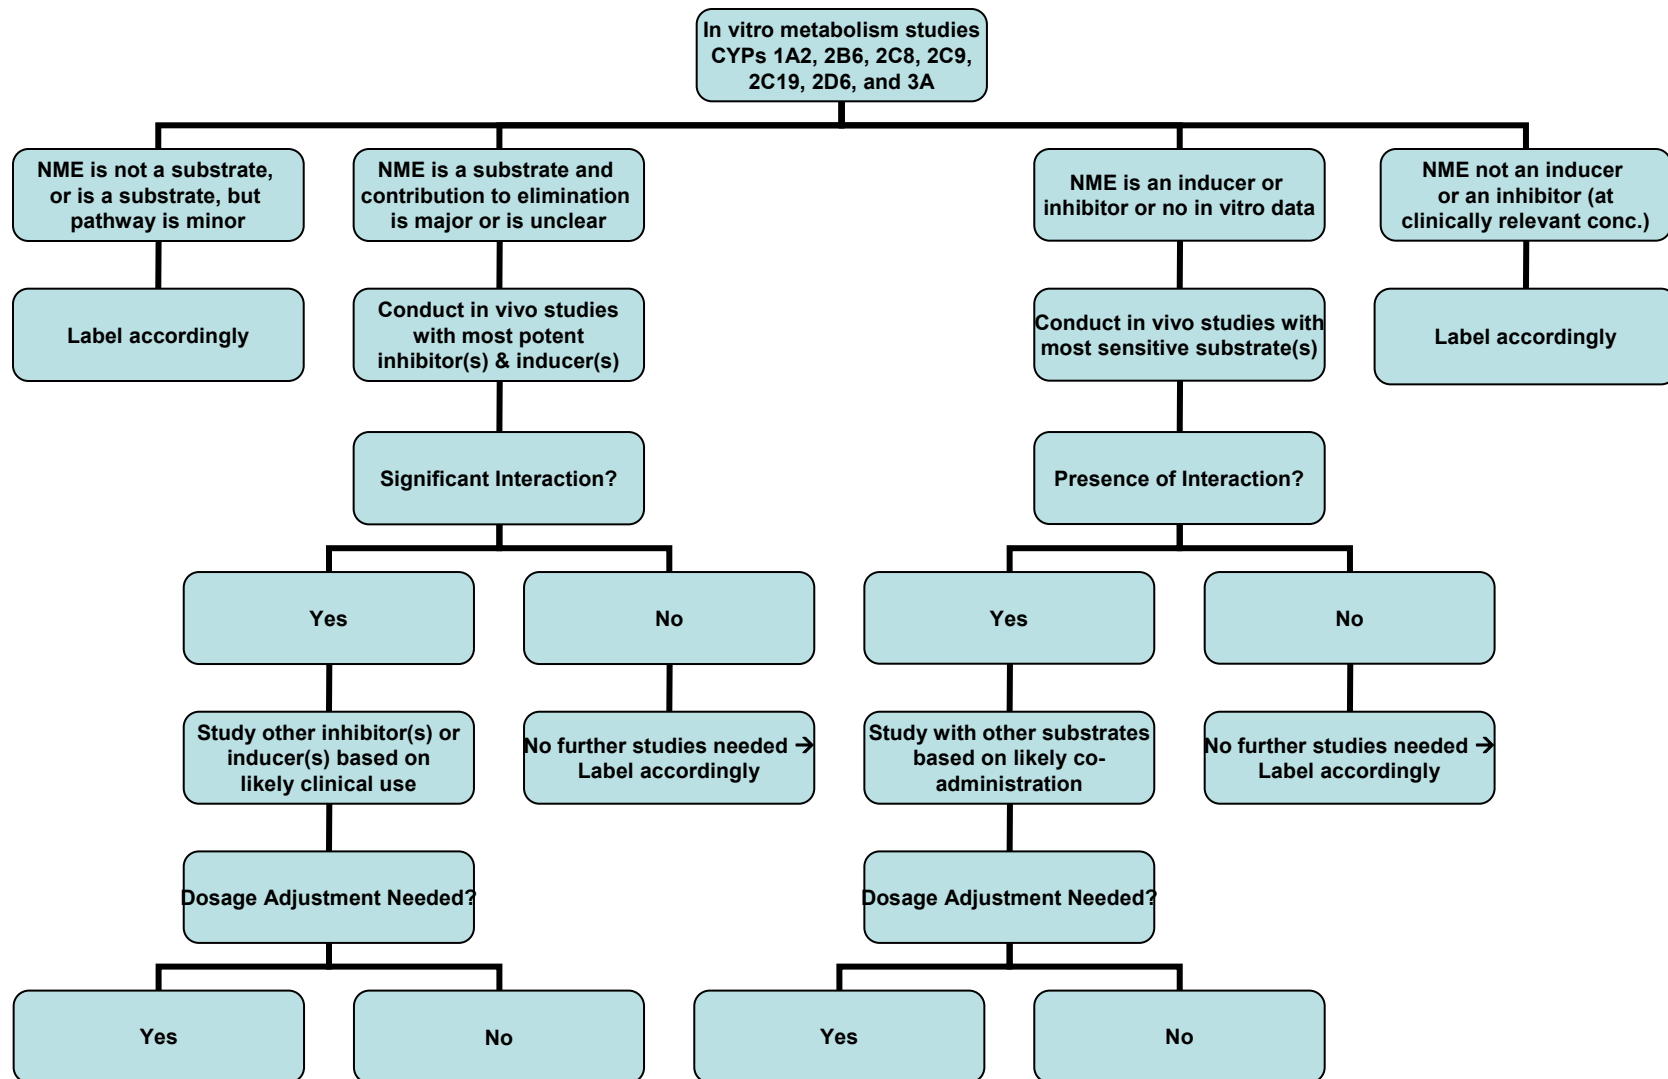 In vitro metabolism studies
CYPs 1A2, 2B6, 2C8, 2C9,
2C19, 2D6, and 3A
NME is not a substrate,
or is a substrate, but
pathway is minor
NME is a substrate and
contribution to elimination
is major or is unclear
NME is an inducer or
inhibitor or no in vitro data
NME not an inducer
or an inhibitor (at
clinically relevant conc.)
Label accordingly
Conduct in vivo studies
with most potent
inhibitor(s) & inducer(s)
Conduct in vivo studies with
most sensitive substrate(s)
Label accordingly
Significant Interaction?
Presence of Interaction?
Yes
No
Yes
No
Study other inhibitor(s) or
inducer(s) based on
likely clinical use
No further studies needed →
Label accordingly
Study with other substrates
based on likely co-
administration
No further studies needed →
Label accordingly
Dosage Adjustment Needed?
Dosage Adjustment Needed?
Yes
No
Yes
No